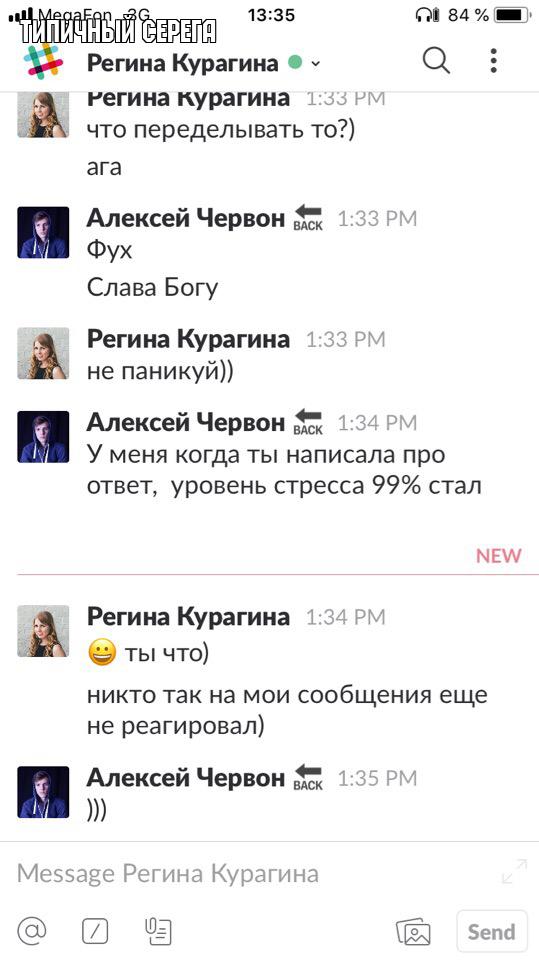 MegaFon 3G 13:35 84 %
ТИПИЧНЫЙ СЕРЕГА
Регина Курагина
Регина Курагина 1:33 PM
что переделывать то?)
ага
Алексей Червон BACK 1:33 PM
Фух
Слава Богу
Регина Курагина 1:33 PM
не паникуй))
Алексей Червон BACK 1:34 PM
У меня когда ты написала про
ответ, уровень стресса 99% стал
NEW
Регина Курагина 1:34 PM
😀 ты что)
никто так на мои сообщения еще
не реагировал)
Алексей Червон BACK 1:35 PM
)))
Message Регина Курагина
@ / Send